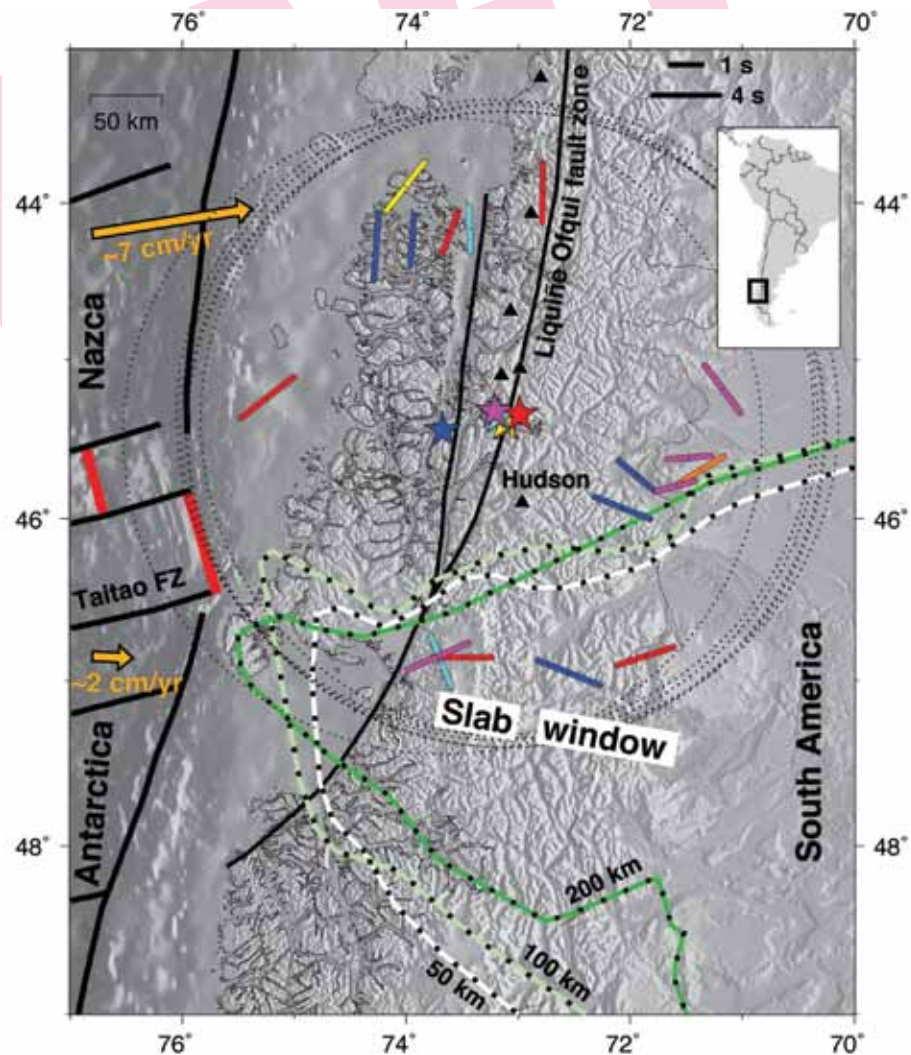 76˚ 74˚ 72˚ 70˚
1 s
4 s
50 km
Liquiñe Ofqui fault zone
44˚ 44˚
~7 cm/yr
Nazca
Hudson
46˚ 46˚
Taitao FZ
~2 cm/yr
Slab window
South America
Antarctica
48˚ 48˚
200 km
100 km
50 km
76˚ 74˚ 72˚ 70˚